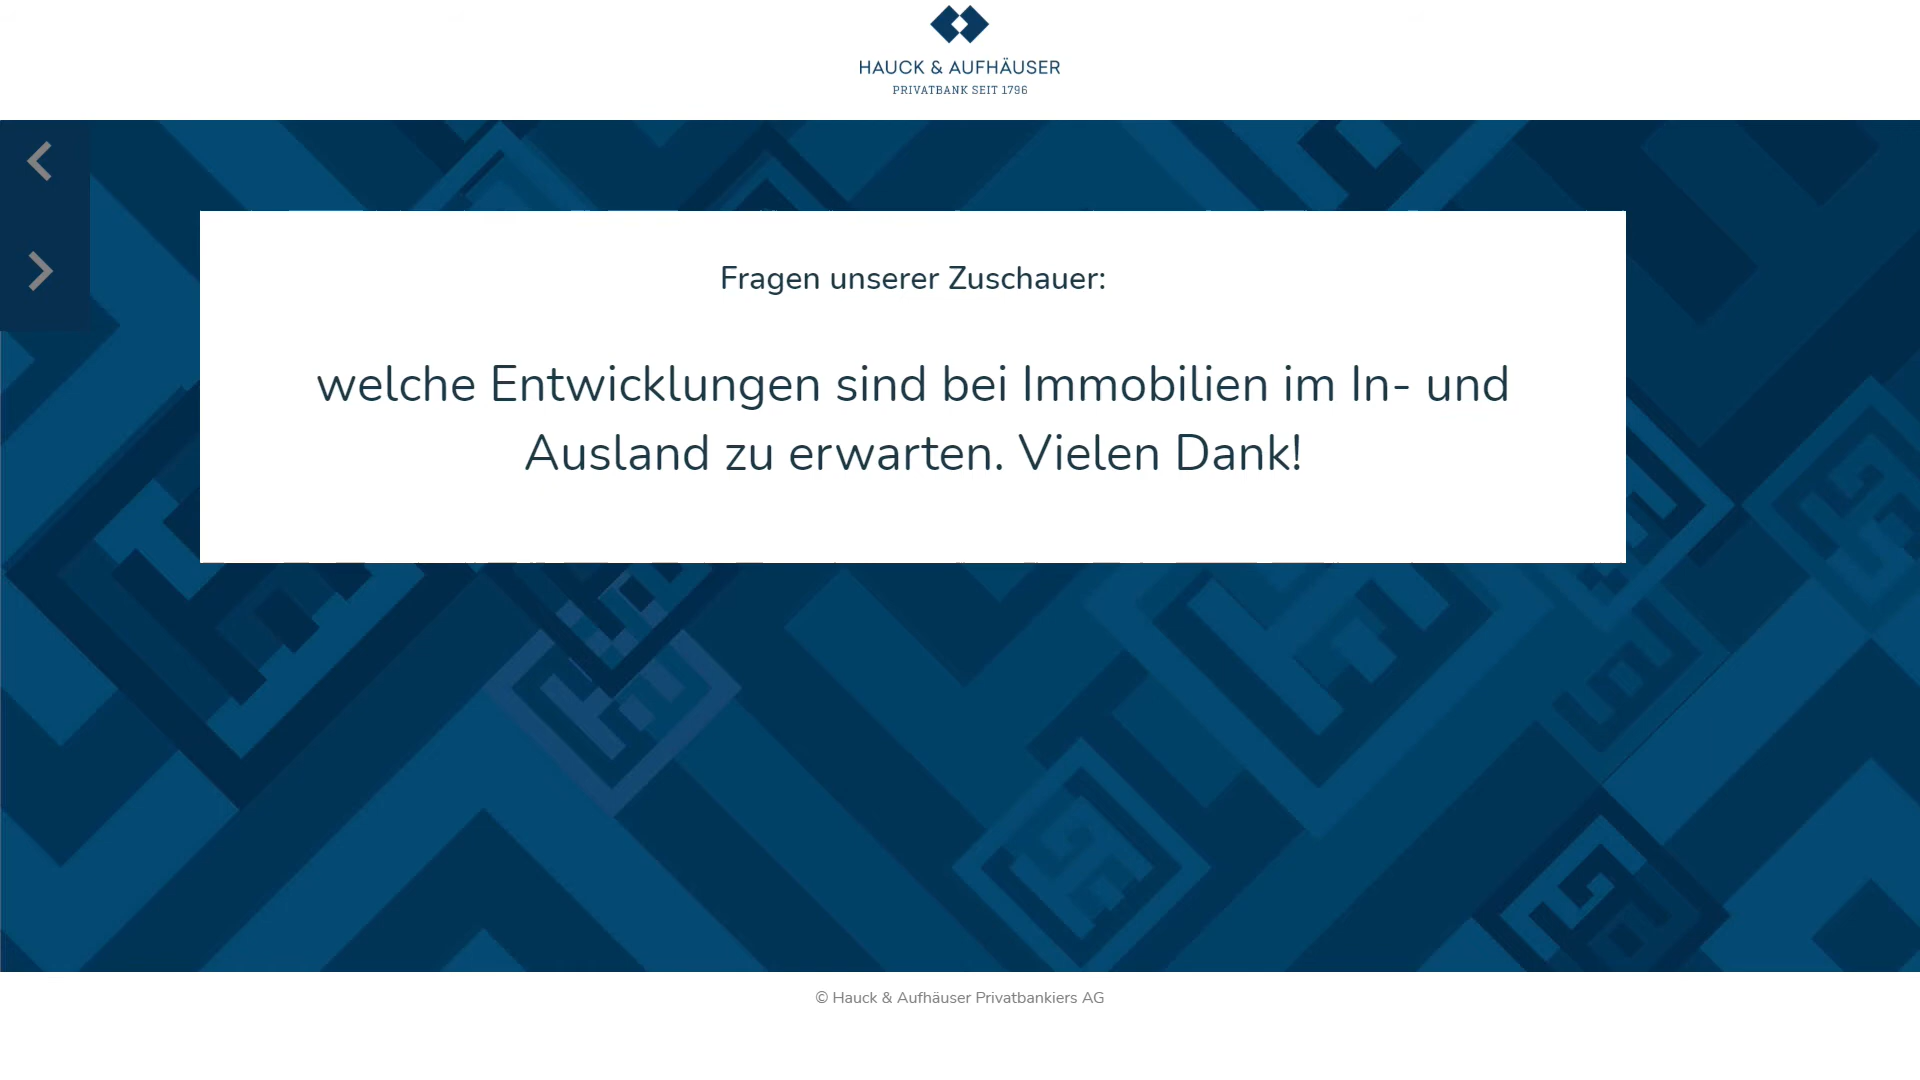 HAUCK & AUFHÄUSER
PRIVATBANK SEIT 1796
Fragen unserer Zuschauer:
welche Entwicklungen sind bei Immobilien im In- und
Ausland zu erwarten. Vielen Dank!
© Hauck & Aufhäuser Privatbankiers AG